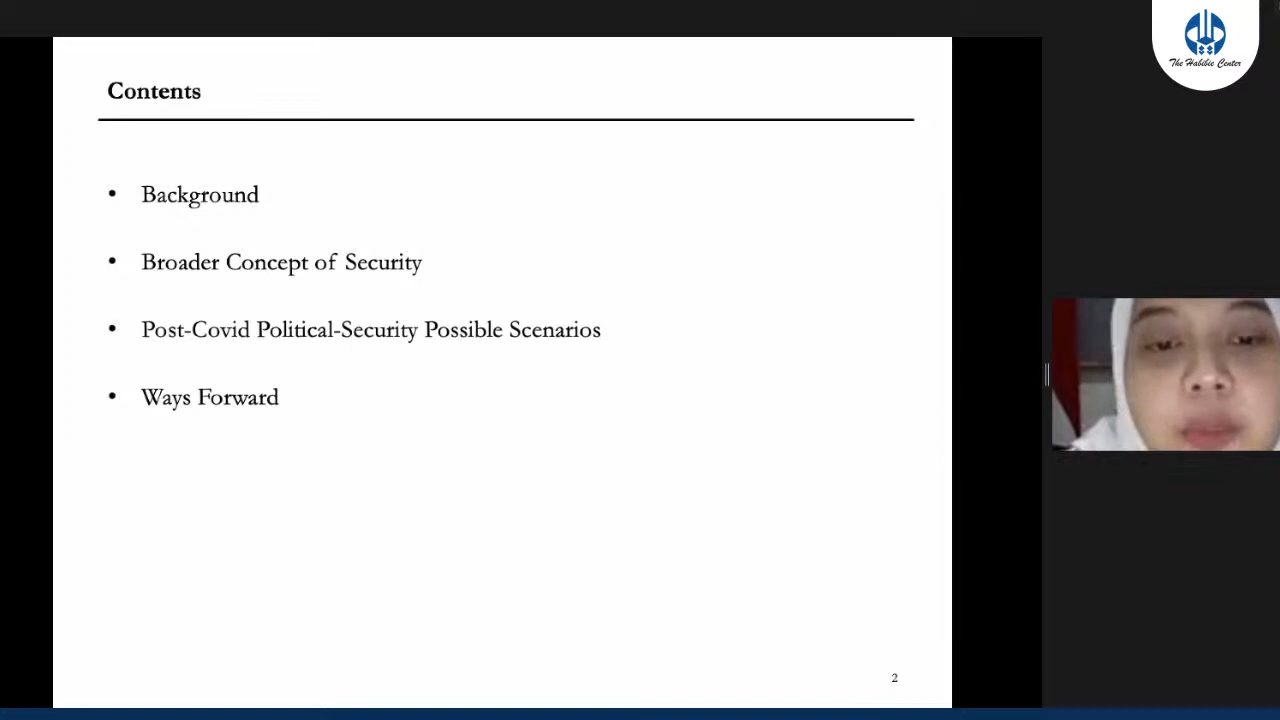 The Habibie Center
Contents
• Background
• Broader Concept of Security
• Post-Covid Political-Security Possible Scenarios
• Ways Forward
2